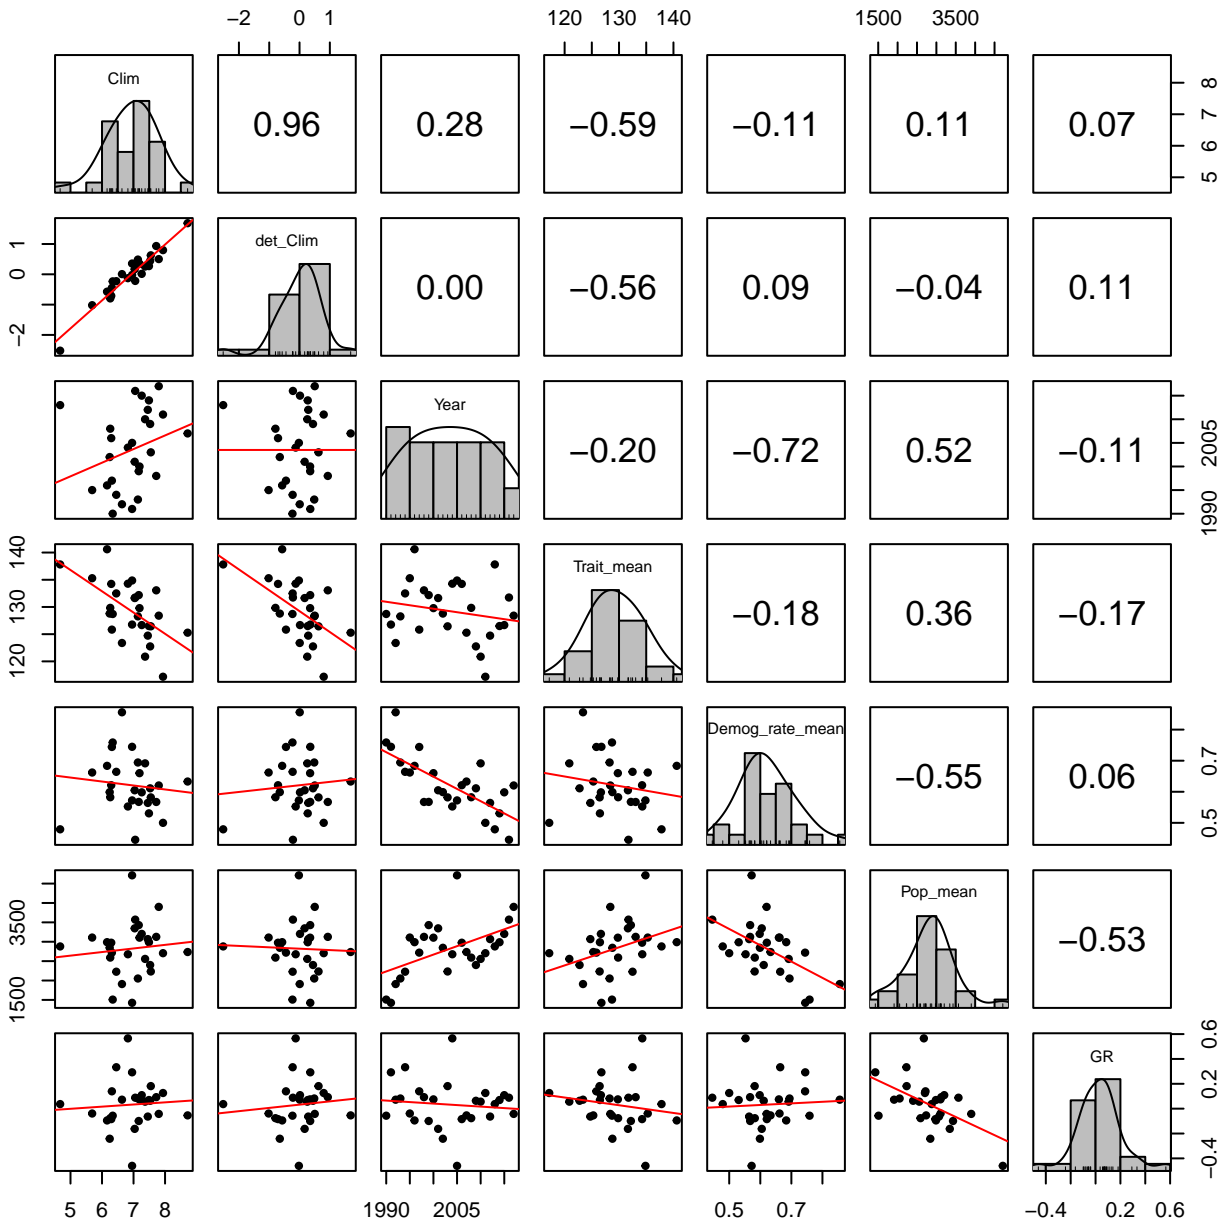 −2 0 1 120 130 140 1500 3500
Clim
0.96 0.28 −0.59 −0.11 0.11 0.07
5 6 7 8
det_Clim
−2 0 1
0.00 −0.56 0.09 −0.04 0.11
Year
−0.20 −0.72 0.52 −0.11
1990 2005
Trait_mean
120 130 140
−0.18 0.36 −0.17
Demog_rate_mean
−0.55 0.06
0.5 0.7
Pop_mean
1500 3500
−0.53
GR
−0.4 0.2 0.6
5 6 7 8 1990 2005 0.5 0.7 −0.4 0.2 0.6